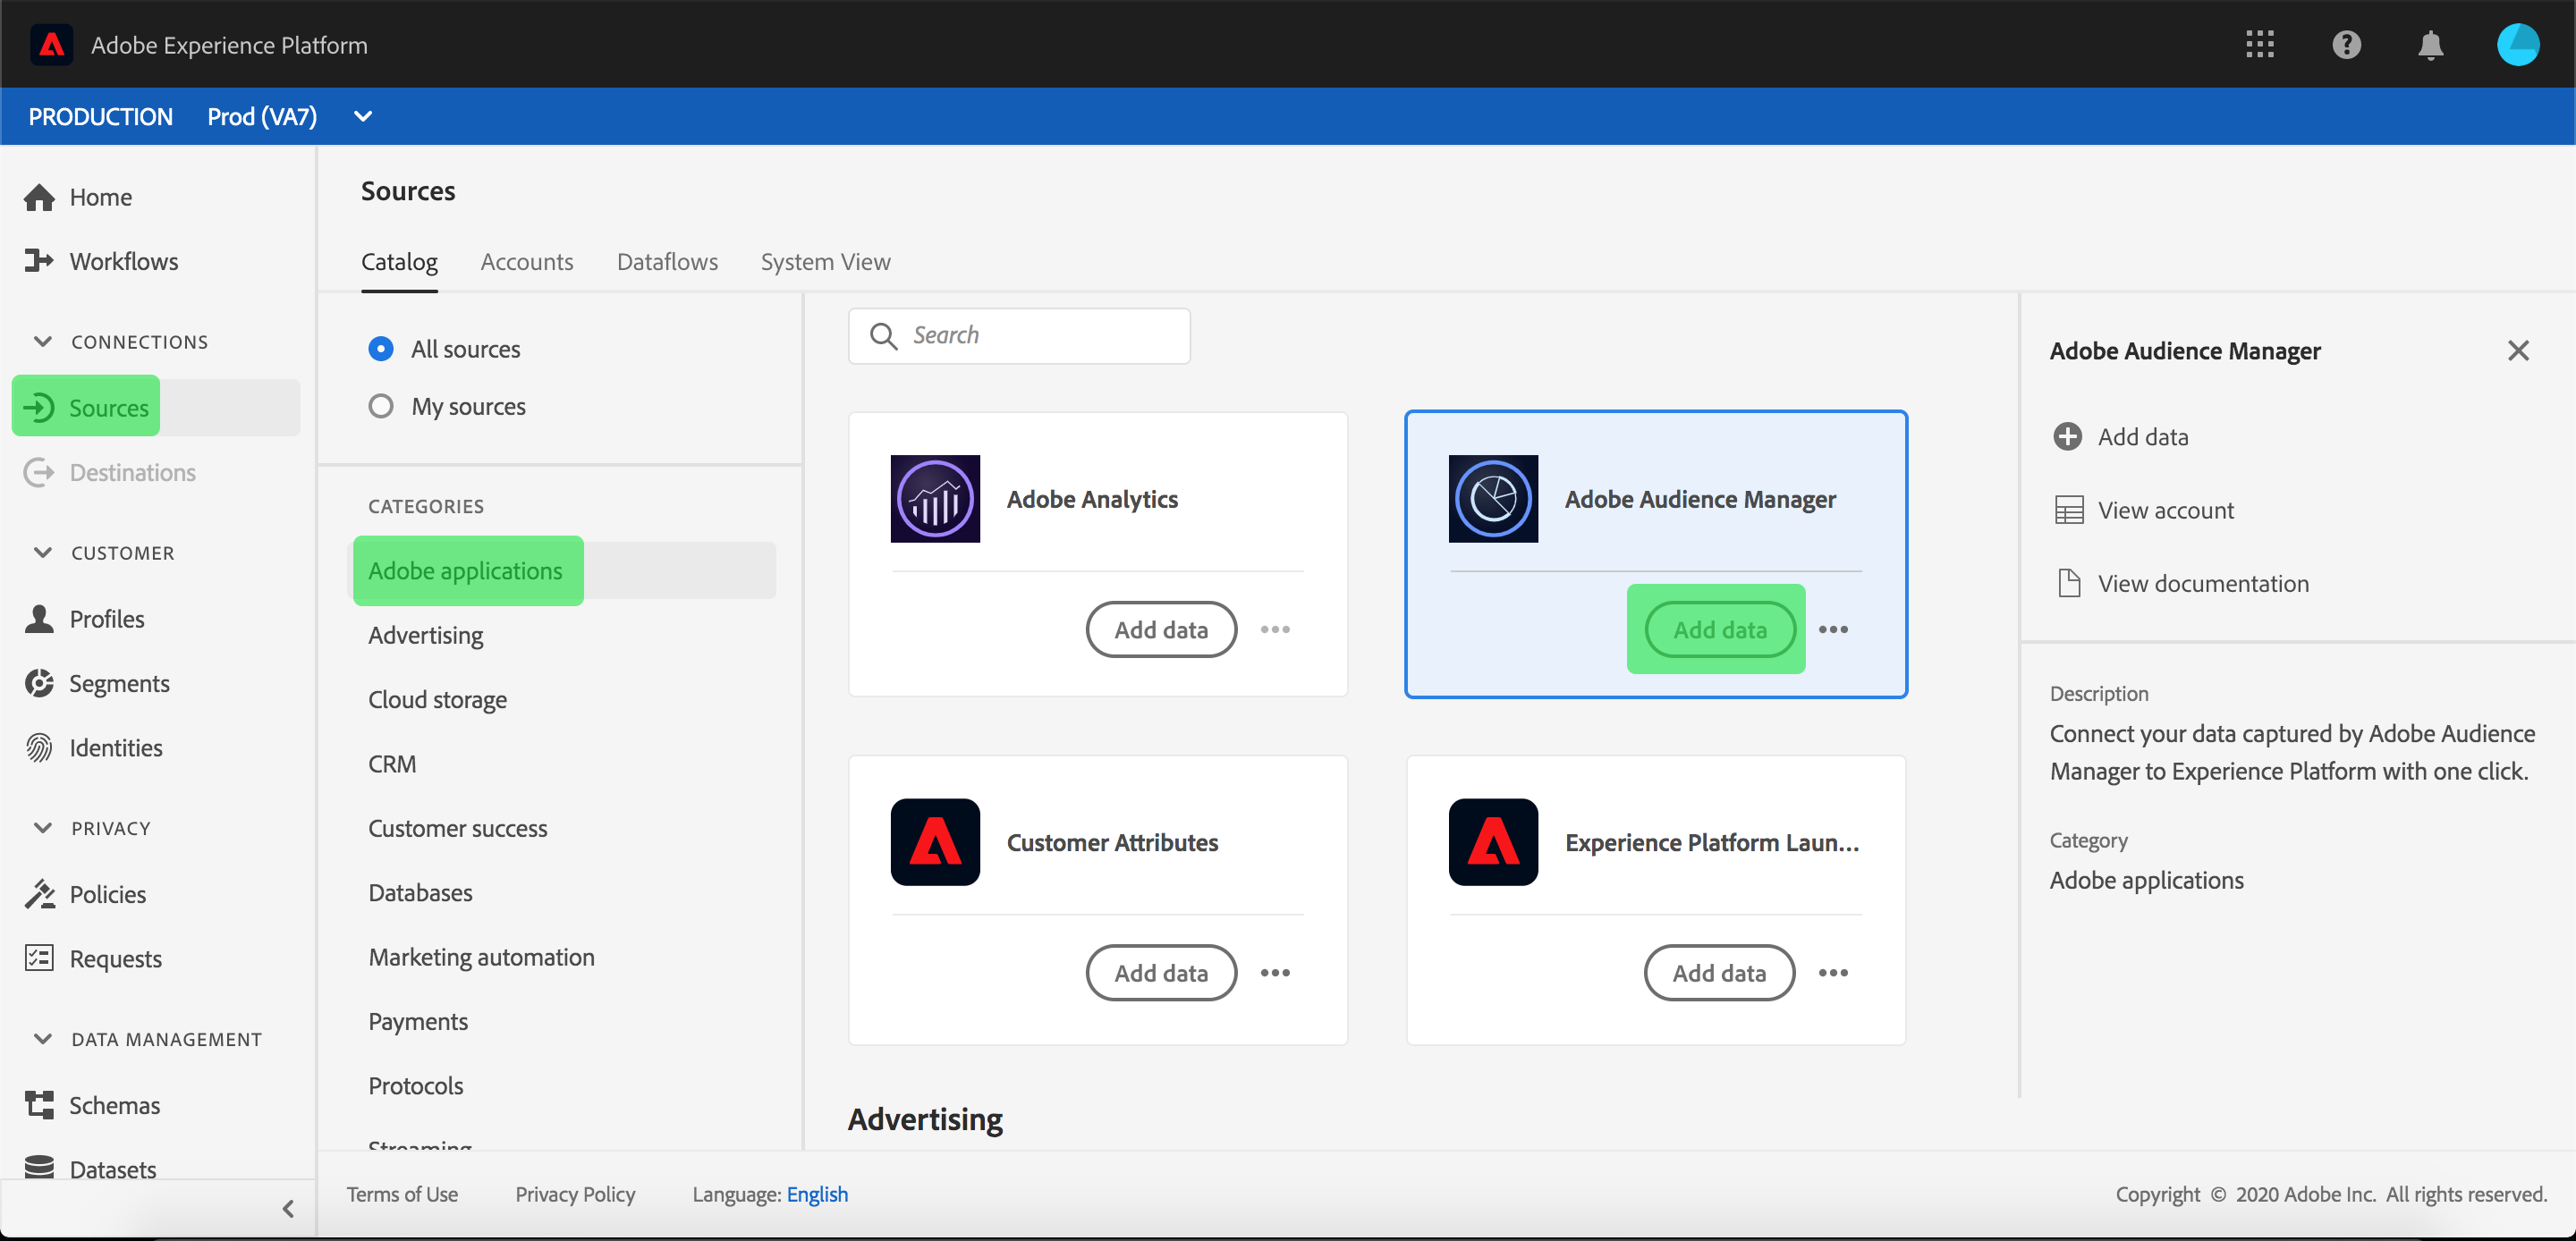 Adobe Experience Platform
PRODUCTION Prod (VA7)
Home
Workflows
CONNECTIONS
Sources
Destinations
CUSTOMER
Profiles
Segments
Identities
PRIVACY
Policies
Requests
DATA MANAGEMENT
Schemas
Datasets
Sources
Catalog Accounts Dataflows System View
All sources
My sources
CATEGORIES
Adobe applications
Advertising
Cloud storage
CRM
Customer success
Databases
Marketing automation
Payments
Protocols
Streaming
Search
Adobe Analytics
Add data
Adobe Audience Manager
Add data
Customer Attributes
Add data
Experience Platform Laun...
Add data
Advertising
Adobe Audience Manager
Add data
View account
View documentation
Description
Connect your data captured by Adobe Audience
Manager to Experience Platform with one click.
Category
Adobe applications
Terms of Use Privacy Policy Language: English
Copyright © 2020 Adobe Inc. All rights reserved.